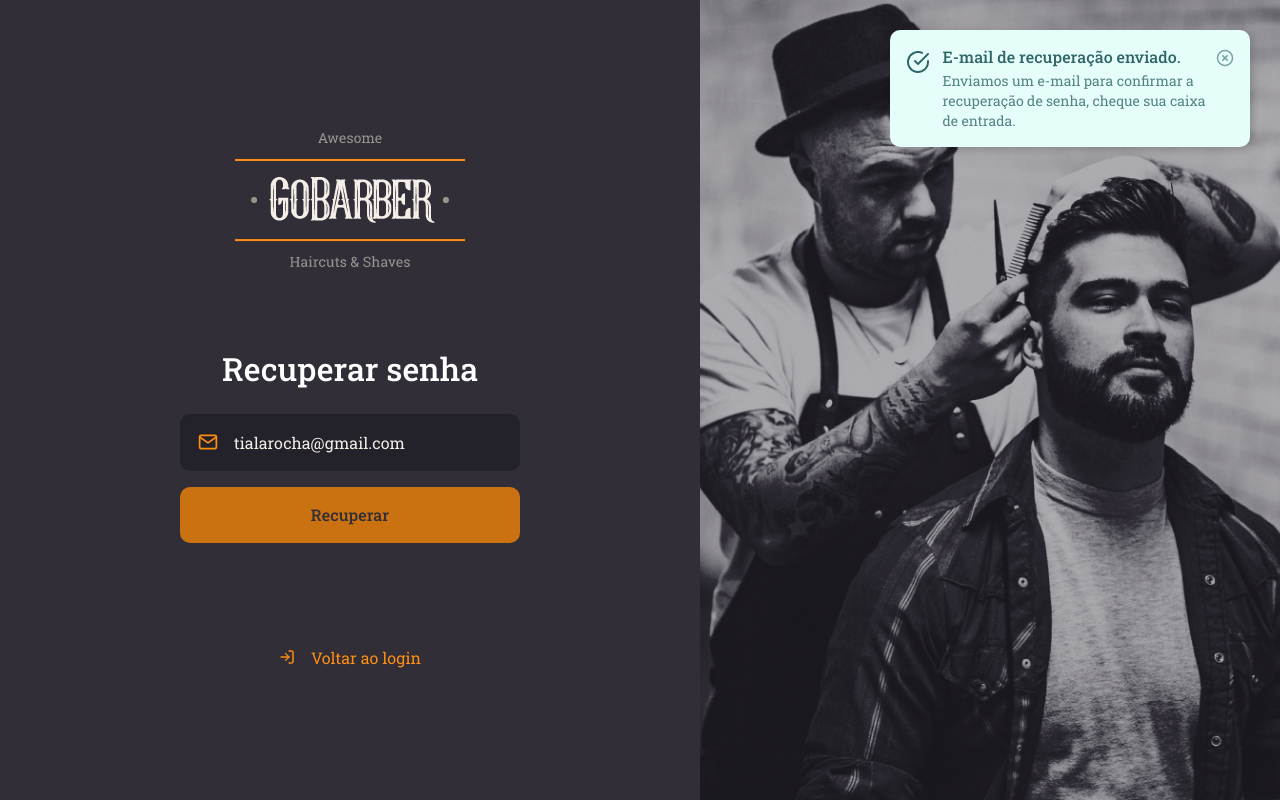 Awesome
GOBARBER
Haircuts & Shaves
Recuperar senha
tialarocha@gmail.com
Recuperar
Voltar ao login
E-mail de recuperação enviado.
Enviamos um e-mail para confirmar a
recuperação de senha, cheque sua caixa
de entrada.